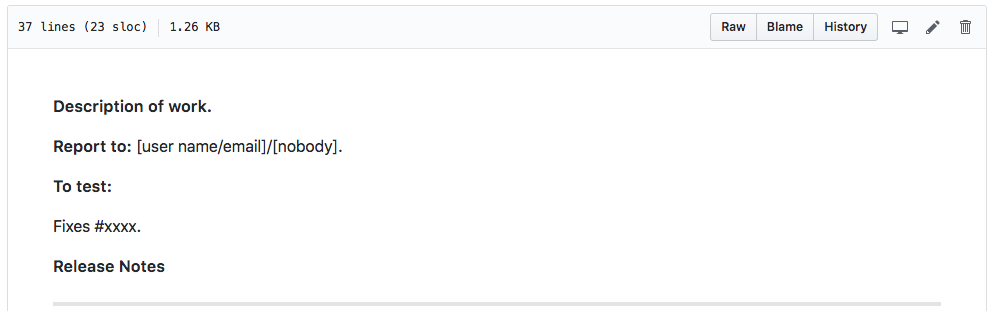 37 lines (23 sloc) 1.26 KB Raw Blame History
Description of work.
Report to: [user name/email]/[nobody].
To test:
Fixes #xxxx.
Release Notes